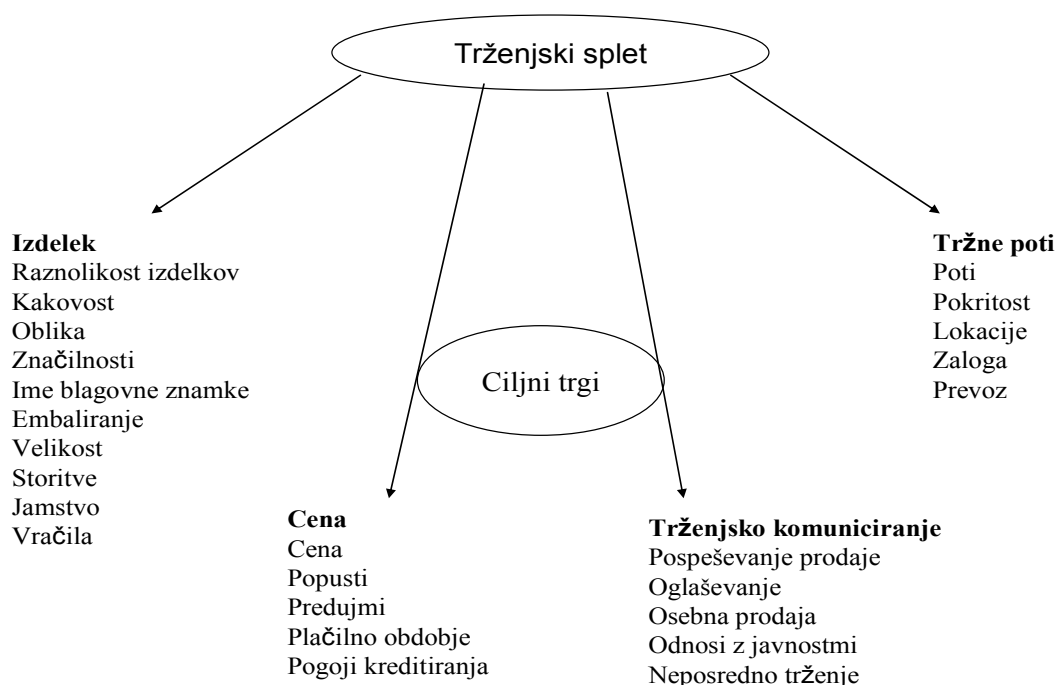 Trženjski splet
Izdelek
Raznolikost izdelkov
Kakovost
Oblika
Značilnosti
Ime blagovne znamke
Embaliranje
Velikost
Storitve
Jamstvo
Vračila
Tržne poti
Poti
Pokritost
Lokacije
Zaloga
Prevoz
Ciljni trgi
Cena
Cena
Popusti
Predujmi
Plačilno obdobje
Pogoji kreditiranja
Trženjsko komuniciranje
Pospeševanje prodaje
Oglaševanje
Osebna prodaja
Odnosi z javnostmi
Neposredno trženje